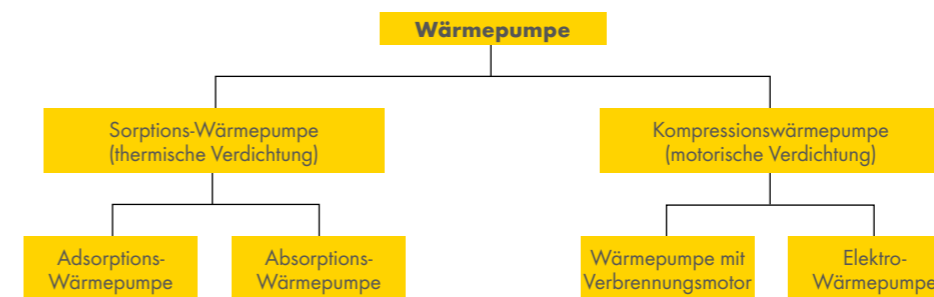 Wärmepumpe
Sorptions-Wärmepumpe
(thermische Verdichtung)
Kompressionswärmepumpe
(motorische Verdichtung)
Adsorptions-
Wärmepumpe
Absorptions-
Wärmepumpe
Wärmepumpe mit
Verbrennungsmotor
Elektro-
Wärmepumpe